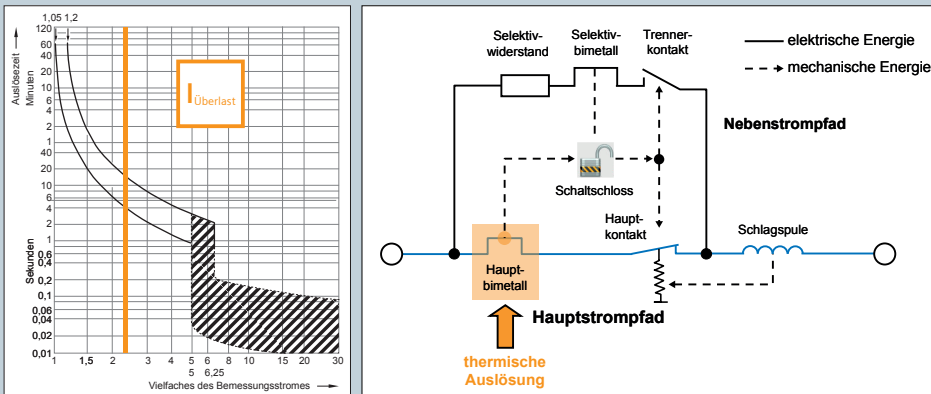 1,05 1,2
Auslösezeit
Minuten
120
60
40
20
10
6
4
2
1
40
20
10
6
4
2
1
0,6
0,4
0,2
0,1
0,06
0,04
0,02
0,01
Sekunden
I Überlast
1 1,5 2 3 4 5 6 8 10 15 20 30
5 6,25
Vielfaches des Bemessungsstromes
Selektiv-
widerstand
Selektiv-
bimetall
Trenner-
kontakt
elektrische Energie
mechanische Energie
Nebenstrompfad
Schaltschloss
Haupt-
kontakt
Schlagspule
Haupt-
bimetall
Hauptstrompfad
thermische
Auslösung